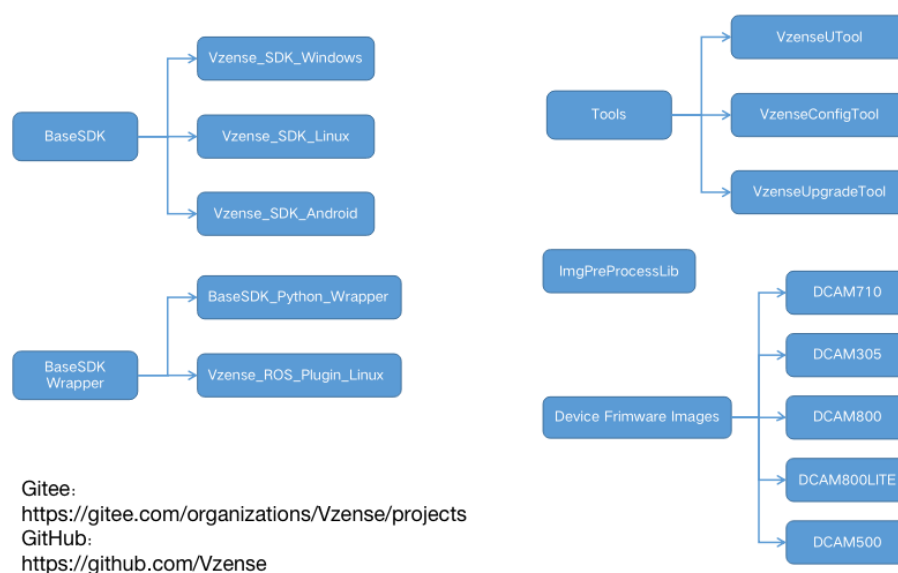 BaseSDK
Vzense_SDK_Windows
Vzense_SDK_Linux
Vzense_SDK_Android
BaseSDK
Wrapper
BaseSDK_Python_Wrapper
Vzense_ROS_Plugin_Linux
Tools
VzenseUTool
VzenseConfigTool
VzenseUpgradeTool
ImgPreProcessLib
Device Frimware Images
DCAM710
DCAM305
DCAM800
DCAM800LITE
DCAM500
Gitee:
https://gitee.com/organizations/Vzense/projects
GitHub:
https://github.com/Vzense